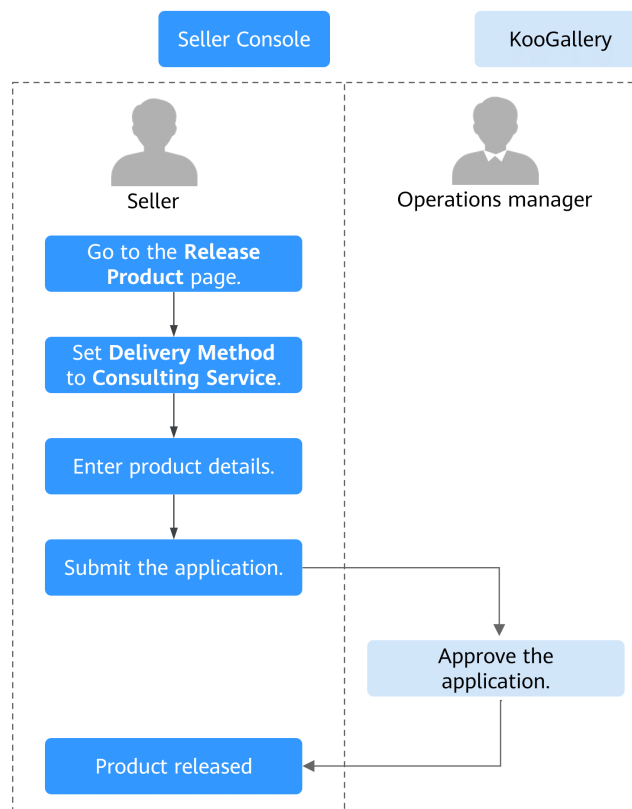 Seller Console
KooGallery
Seller
Operations manager
Go to the Release
Product page.
Set Delivery Method
to Consulting Service.
Enter product details.
Submit the application.
Approve the
application.
Product released